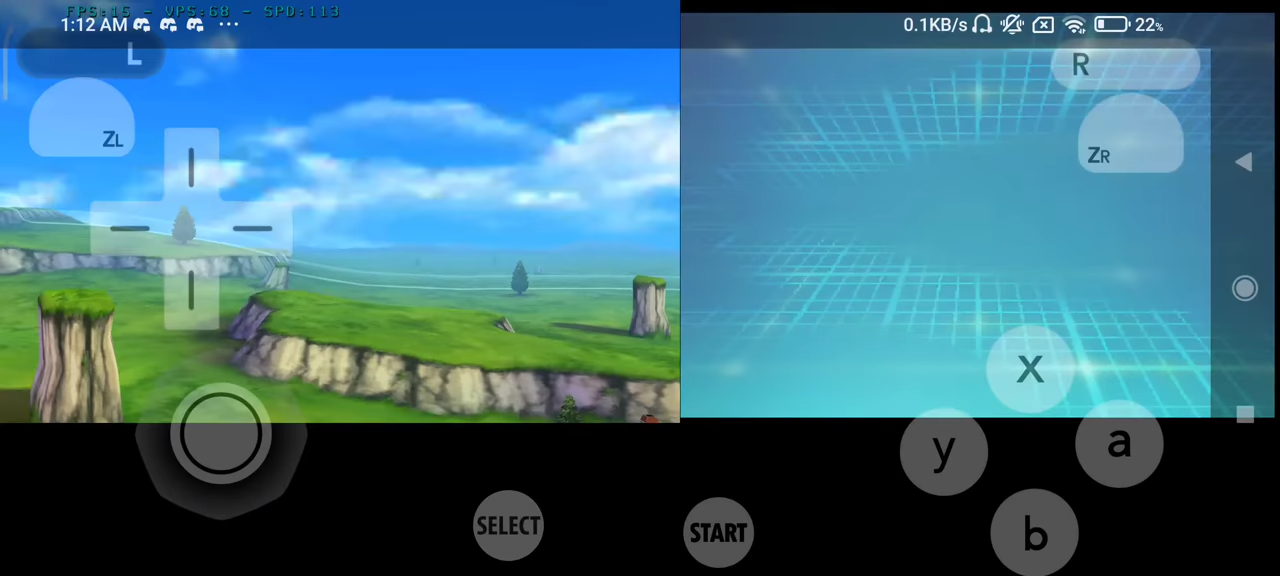 FPS:15 - VPS:68 - SPD:113
1:12 AM ...
0.1KB/s 22%
L
R
ZL
ZR
X
y
a
SELECT
START
b